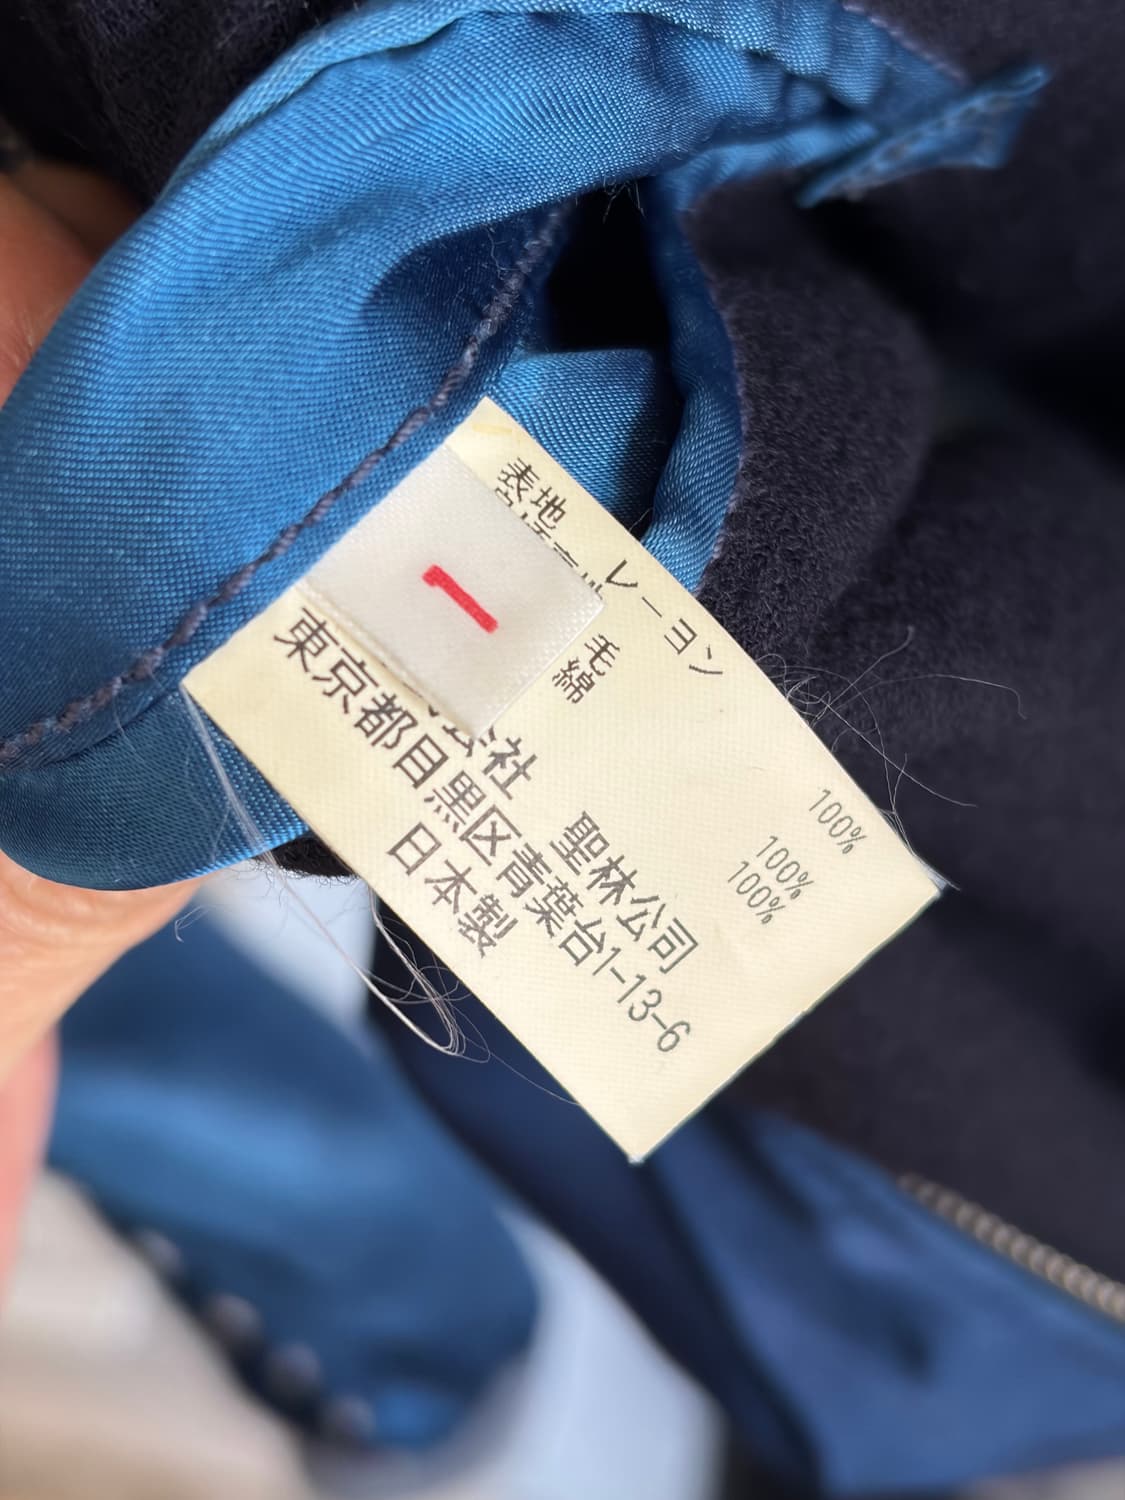 表地 レーヨン 100%
毛 100%
綿 100%
会社 聖林公司
東京都目黒区青葉台1-13-6
日本製
1